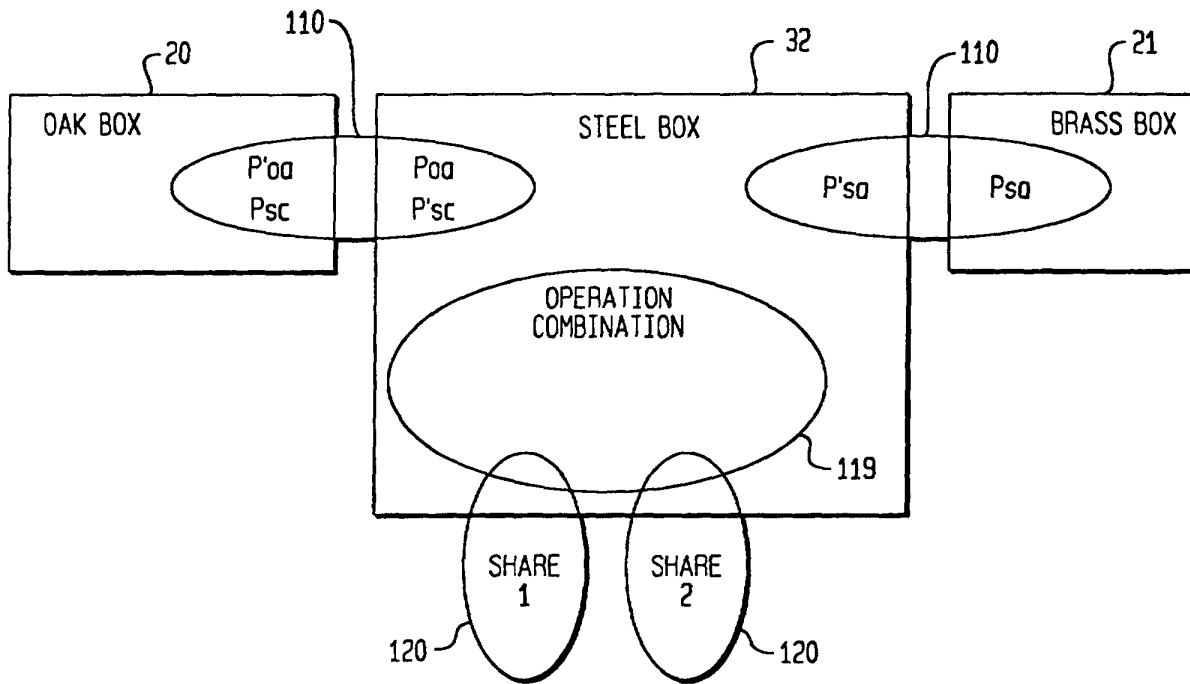 110
20
32
110
21
OAK BOX
STEEL BOX
BRASS BOX
P'oa
Poa
P'sa
Psa
Psc
P'sc
OPERATION
COMBINATION
119
SHARE
1
SHARE
2
120
120